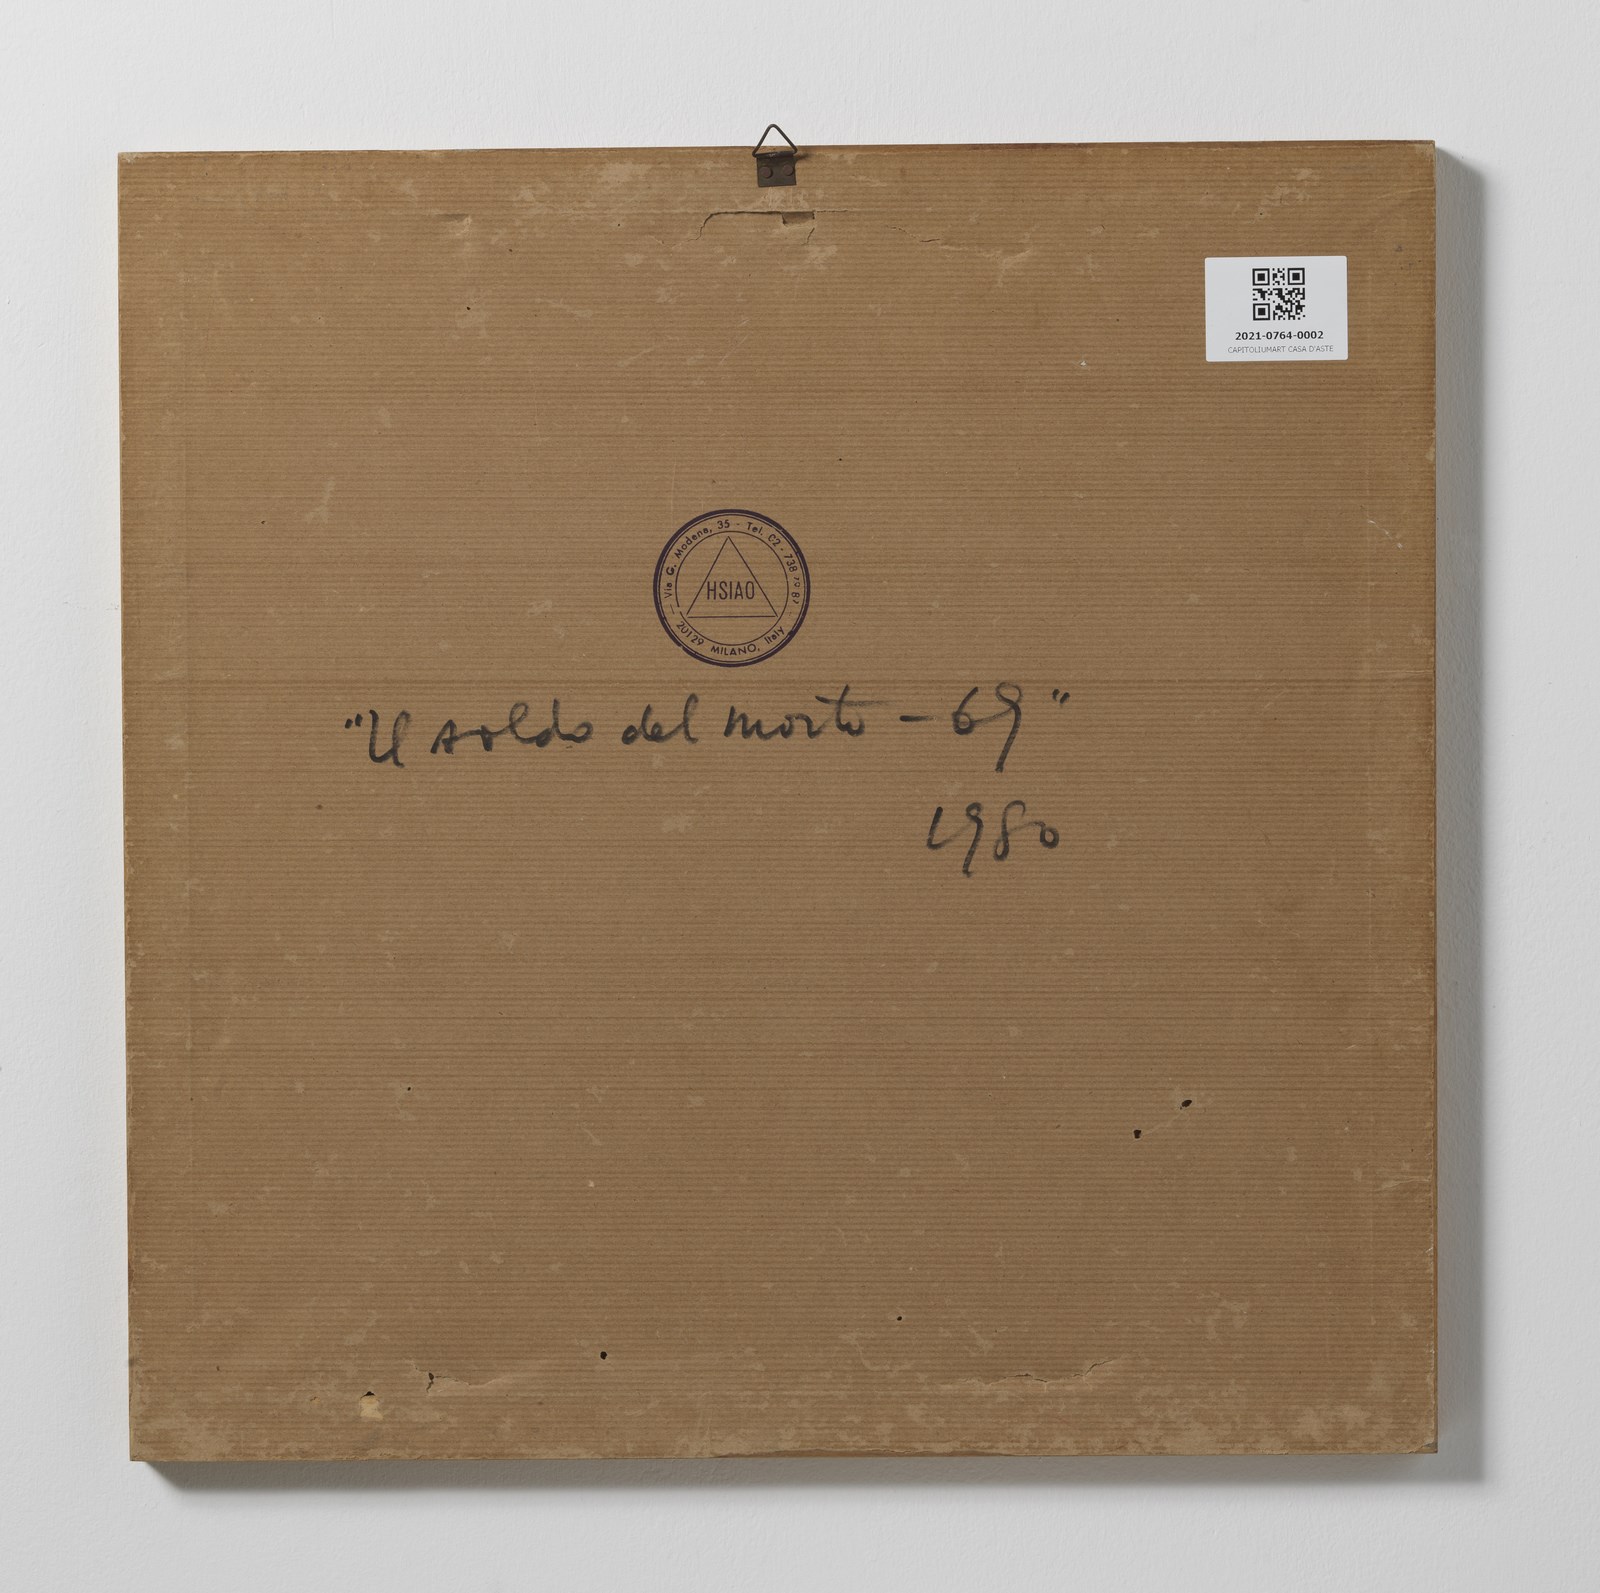 2021-0764-0002
CAPITOLIUMART CASA D'ASTE
Via G. Modena, 35 - Tel. 02 - 738 79 87
HSIAO
20129 MILANO, Italy
"Il soldo del morto - 69"
1980